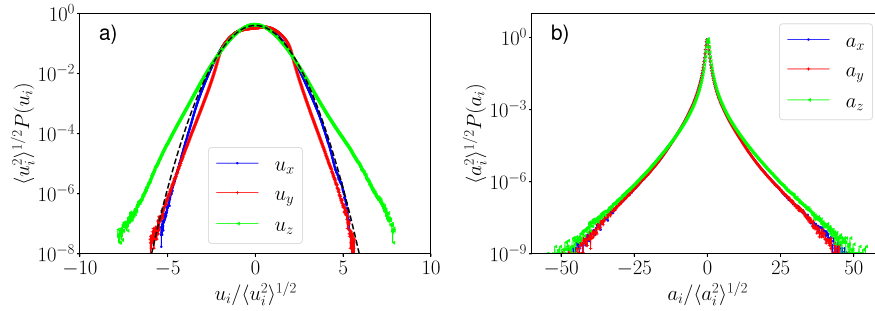 a)
⟨u_i^2⟩^{1/2} P(u_i)
10^0
10^{-2}
10^{-4}
10^{-6}
10^{-8}
u_x
u_y
u_z
−10 −5 0 5 10
u_i/⟨u_i^2⟩^{1/2}
b)
⟨a_i^2⟩^{1/2} P(a_i)
10^0
10^{-3}
10^{-6}
10^{-9}
a_x
a_y
a_z
−50 −25 0 25 50
a_i/⟨a_i^2⟩^{1/2}